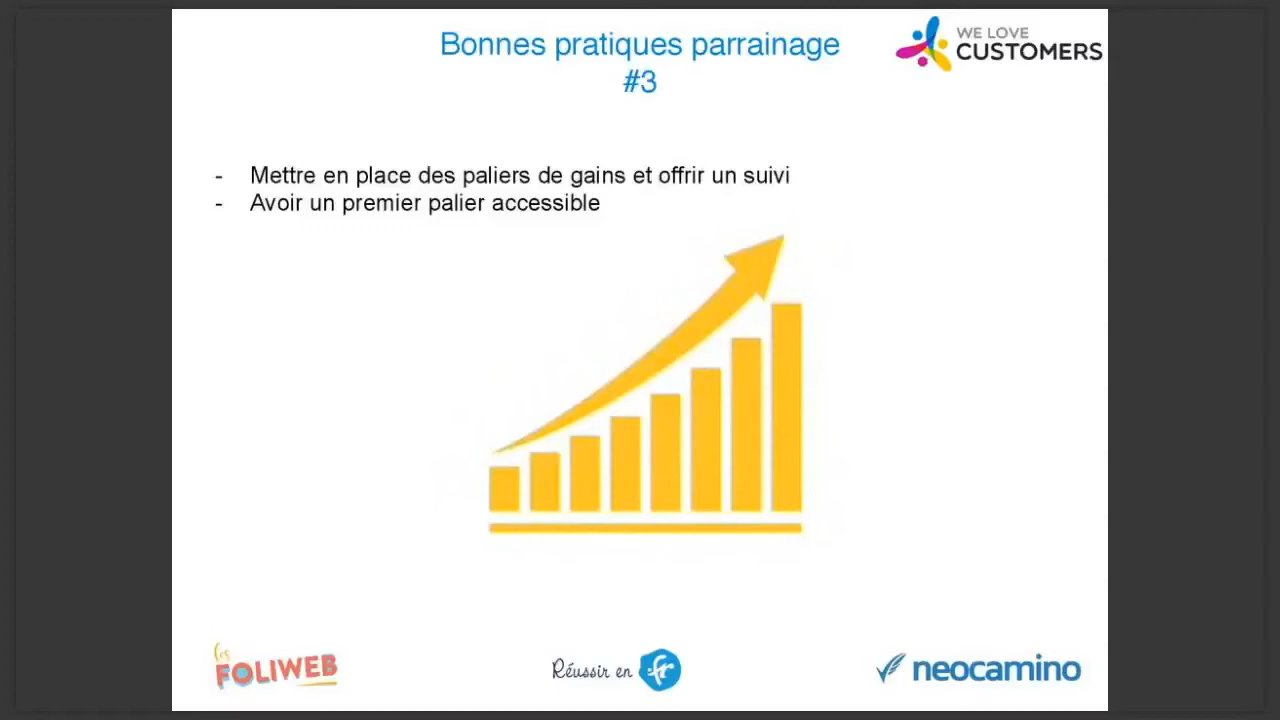 Bonnes pratiques parrainage
#3
WE LOVE
CUSTOMERS
- Mettre en place des paliers de gains et offrir un suivi
- Avoir un premier palier accessible
les
FOLIWEB
Réussir en .fr
neocamino